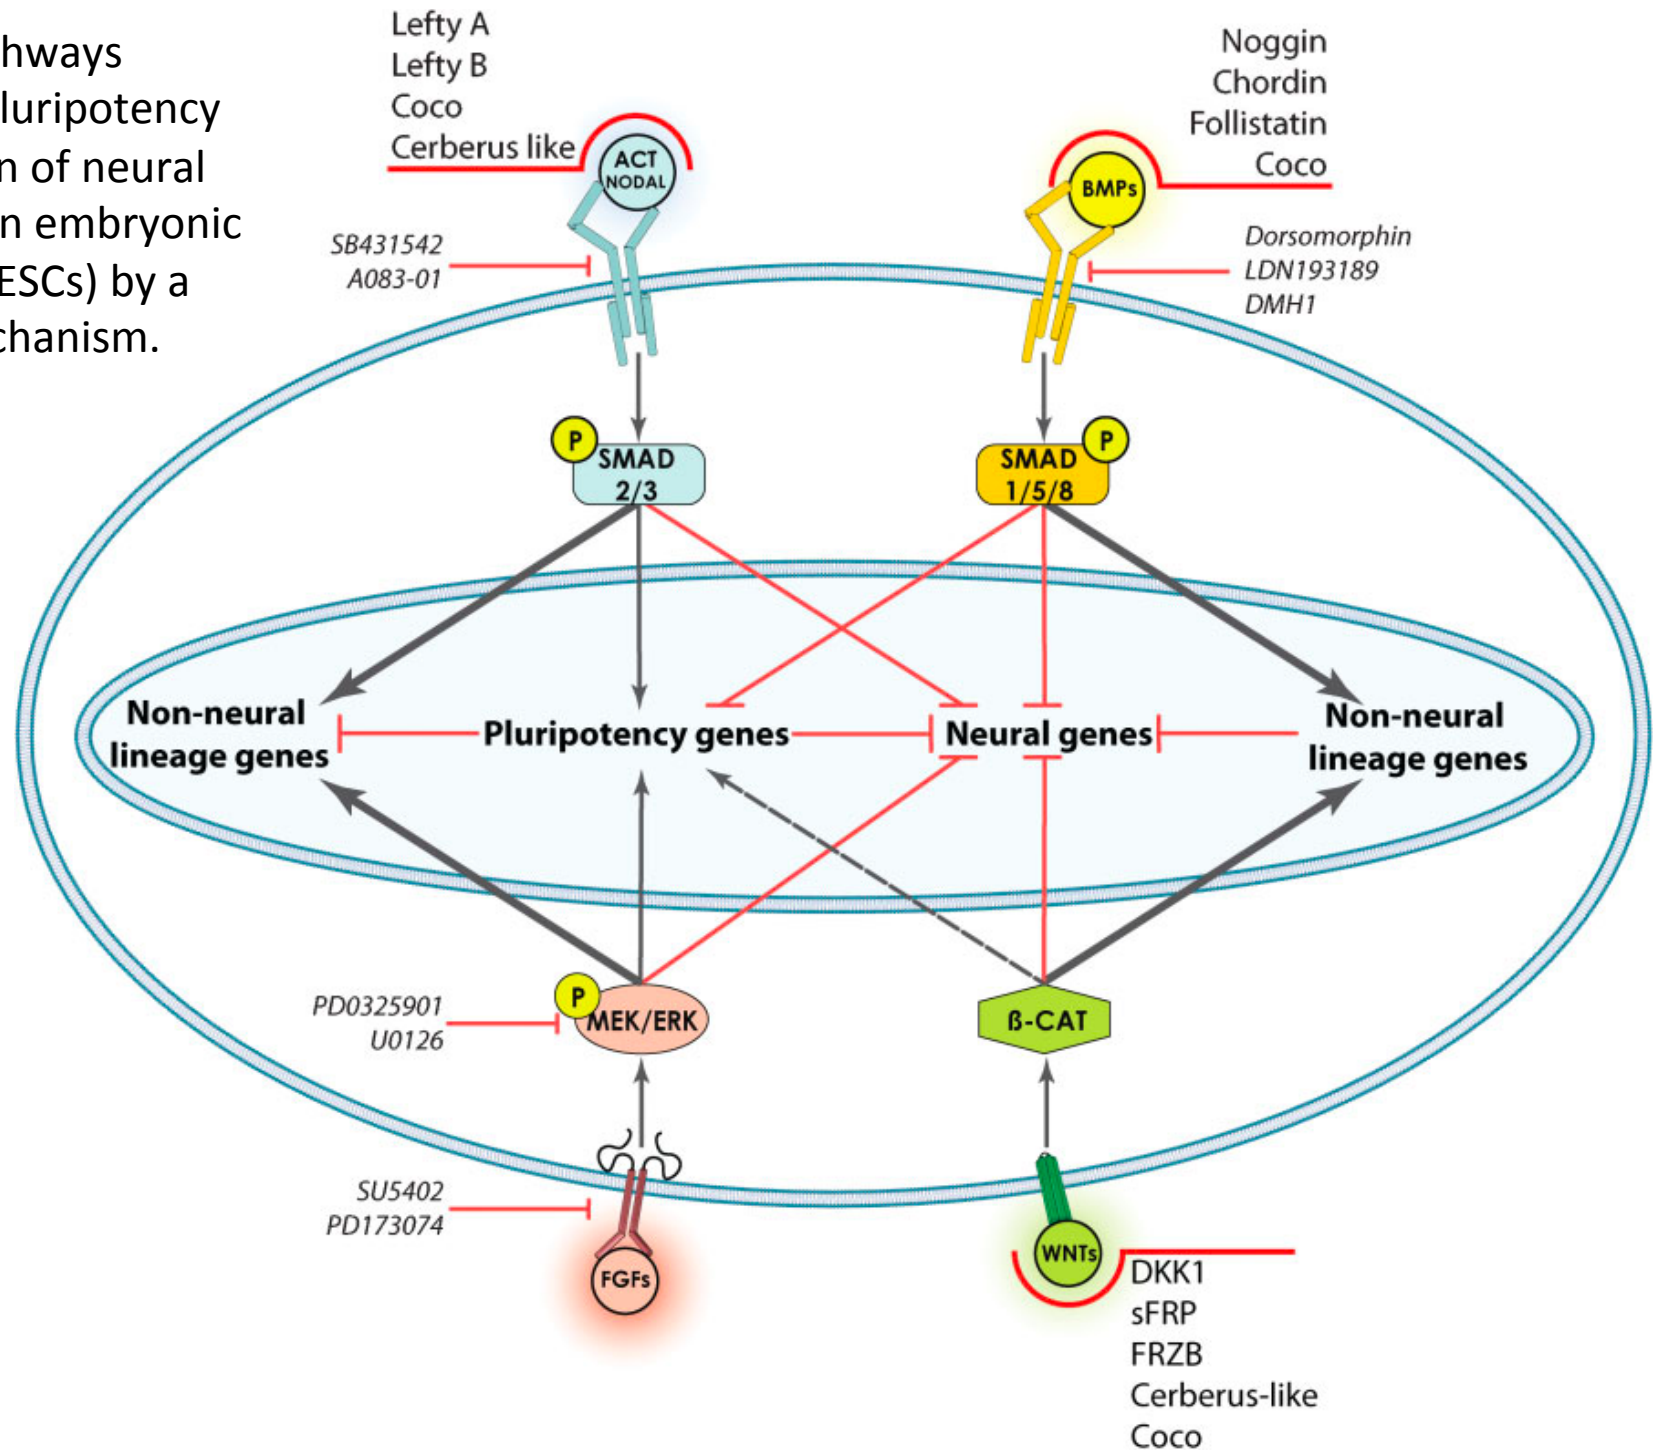 hways
luripotency
n of neural
n embryonic
ESCs) by a
chanism.
Lefty A
Lefty B
Coco
Cerberus like
ACT
NODAL
Noggin
Chordin
Follistatin
Coco
BMPs
SB431542
A083-01
Dorsomorphin
LDN193189
DMH1
P
SMAD
2/3
P
SMAD
1/5/8
Non-neural
lineage genes
Pluripotency genes
Neural genes
Non-neural
lineage genes
PD0325901
U0126
P
MEK/ERK
ß-CAT
SU5402
PD173074
FGFs
WNTs
DKK1
sFRP
FRZB
Cerberus-like
Coco